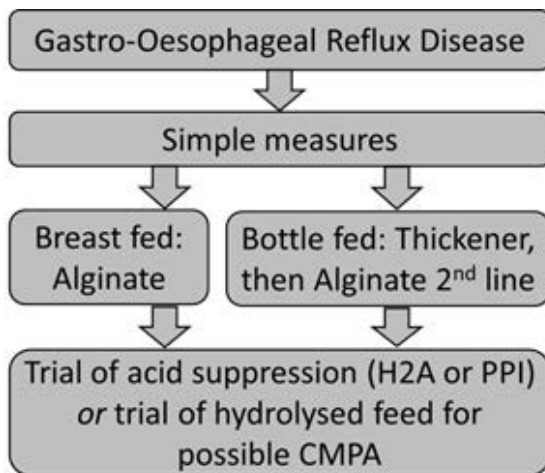 Gastro-Oesophageal Reflux Disease
Simple measures
Breast fed:
Alginate
Bottle fed: Thickener,
then Alginate 2nd line
Trial of acid suppression (H2A or PPI)
or trial of hydrolysed feed for
possible CMPA